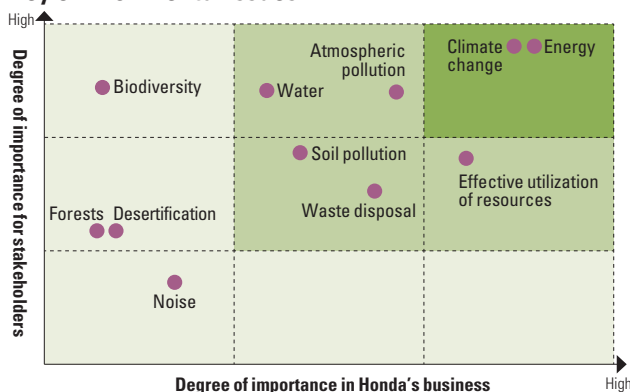 High
Degree of importance for stakeholders
Biodiversity
Water
Atmospheric
pollution
Climate
change
Energy
Soil pollution
Waste disposal
Effective utilization
of resources
Forests Desertification
Noise
Degree of importance in Honda's business
High